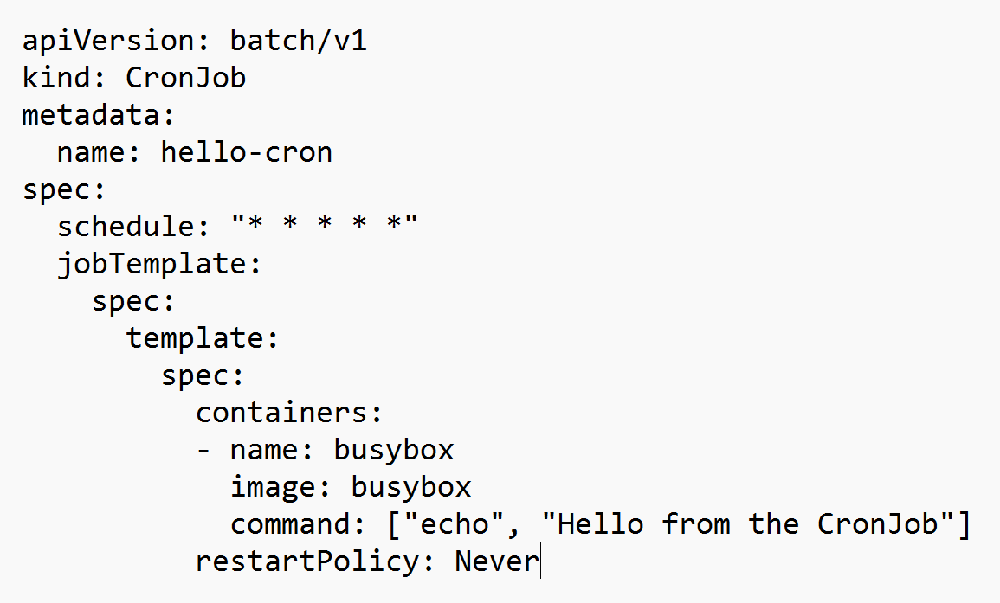 apiVersion: batch/v1
kind: CronJob
metadata:
  name: hello-cron
spec:
  schedule: "* * * * *"
  jobTemplate:
    spec:
      template:
        spec:
          containers:
          - name: busybox
            image: busybox
            command: ["echo", "Hello from the CronJob"]
          restartPolicy: Never